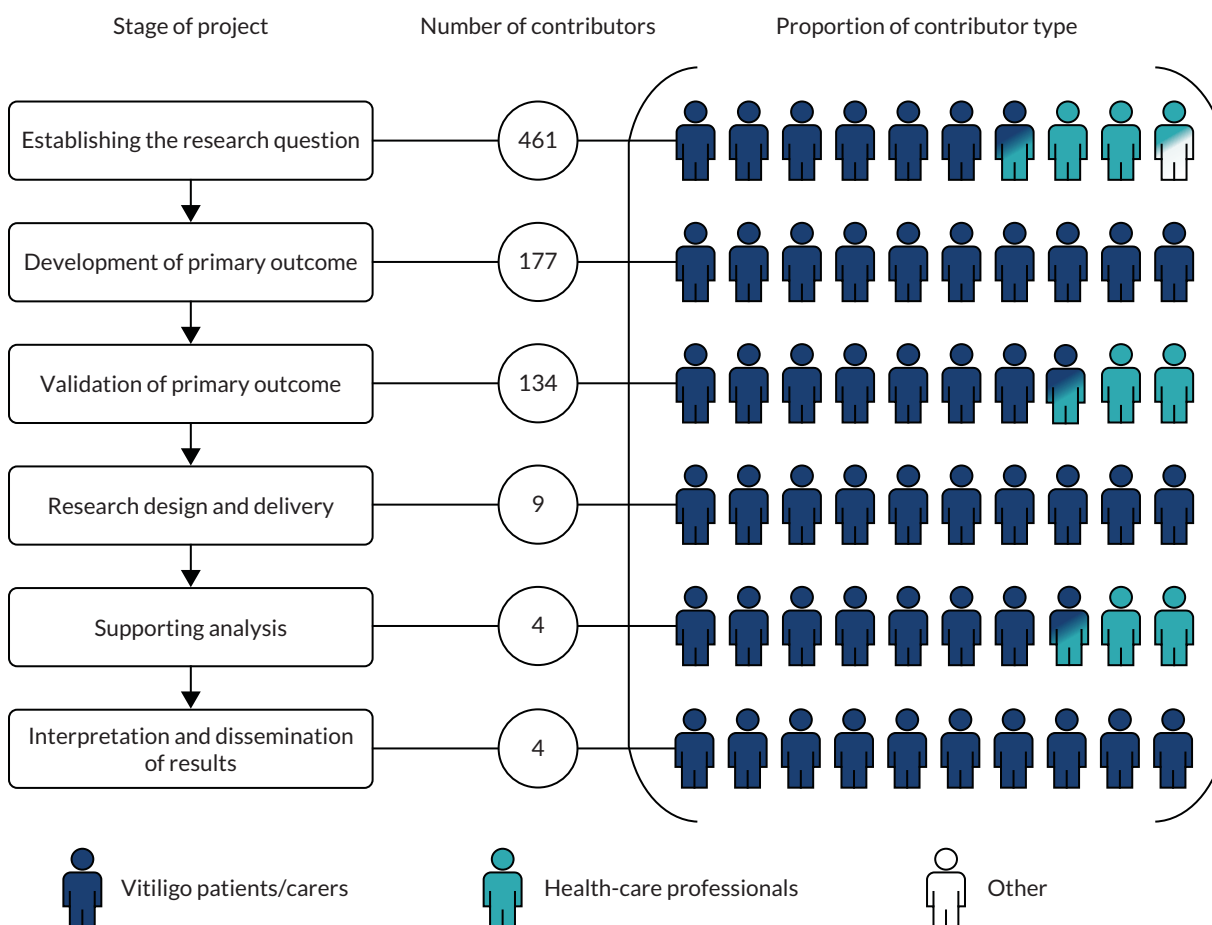 Stage of project
Number of contributors
Proportion of contributor type
Establishing the research question
461
Development of primary outcome
177
Validation of primary outcome
134
Research design and delivery
9
Supporting analysis
4
Interpretation and dissemination
of results
4
Vitiligo patients/carers
Health-care professionals
Other